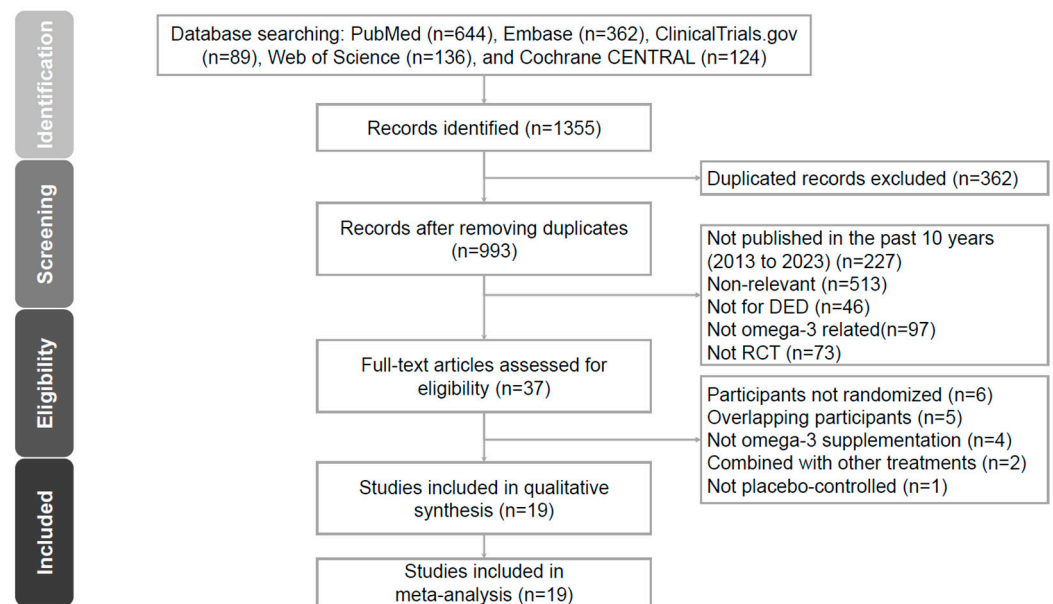 Identification
Database searching: PubMed (n=644), Embase (n=362), ClinicalTrials.gov
(n=89), Web of Science (n=136), and Cochrane CENTRAL (n=124)
Records identified (n=1355)
Screening
Duplicated records excluded (n=362)
Records after removing duplicates
(n=993)
Not published in the past 10 years
(2013 to 2023) (n=227)
Non-relevant (n=513)
Not for DED (n=46)
Not omega-3 related(n=97)
Not RCT (n=73)
Eligibility
Full-text articles assessed for
eligibility (n=37)
Participants not randomized (n=6)
Overlapping participants (n=5)
Not omega-3 supplementation (n=4)
Combined with other treatments (n=2)
Not placebo-controlled (n=1)
Included
Studies included in qualitative
synthesis (n=19)
Studies included in
meta-analysis (n=19)